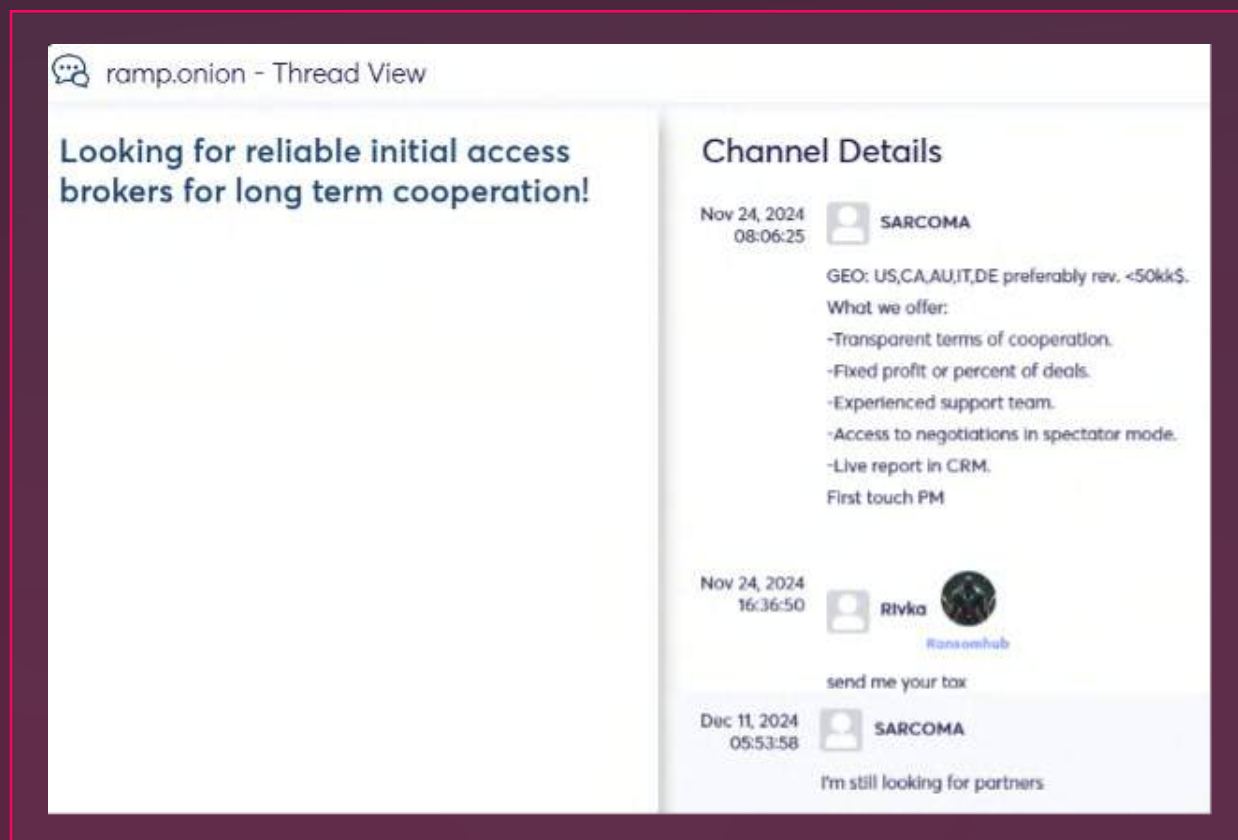 ramp.onion - Thread View
Looking for reliable initial access
brokers for long term cooperation!
Channel Details
Nov 24, 2024
08:06:25
SARCOMA
GEO: US,CA,AU,IT,DE preferably rev. <50kk$.
What we offer:
-Transparent terms of cooperation.
-Fixed profit or percent of deals.
-Experienced support team.
-Access to negotiations in spectator mode.
-Live report in CRM.
First touch PM
Nov 24, 2024
16:36:50
Rivka
Ransomhub
send me your tox
Dec 11, 2024
05:53:58
SARCOMA
I'm still looking for partners